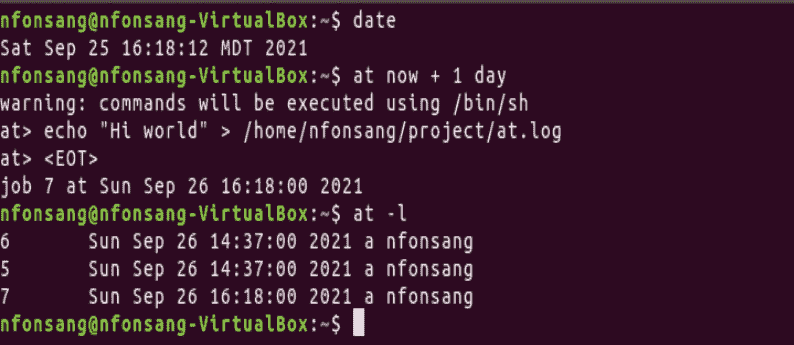 nfonsang@nfonsang-VirtualBox:~$ date
Sat Sep 25 16:18:12 MDT 2021
nfonsang@nfonsang-VirtualBox:~$ at now + 1 day
warning: commands will be executed using /bin/sh
at> echo "Hi world" > /home/nfonsang/project/at.log
at> <EOT>
job 7 at Sun Sep 26 16:18:00 2021
nfonsang@nfonsang-VirtualBox:~$ at -l
6       Sun Sep 26 14:37:00 2021 a nfonsang
5       Sun Sep 26 14:37:00 2021 a nfonsang
7       Sun Sep 26 16:18:00 2021 a nfonsang
nfonsang@nfonsang-VirtualBox:~$